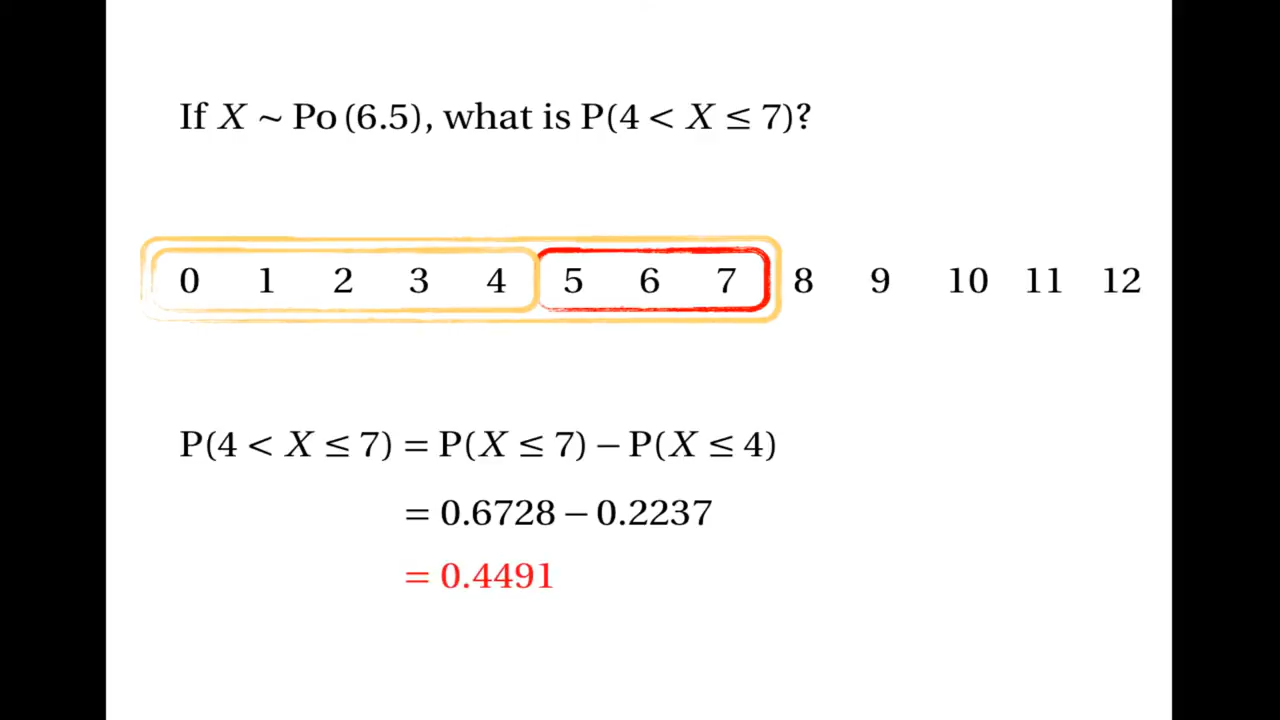 If X ~ Po (6.5), what is P(4 < X ≤ 7)?
0 1 2 3 4 5 6 7 8 9 10 11 12
P(4 < X ≤ 7) = P(X ≤ 7) − P(X ≤ 4)
= 0.6728 − 0.2237
= 0.4491